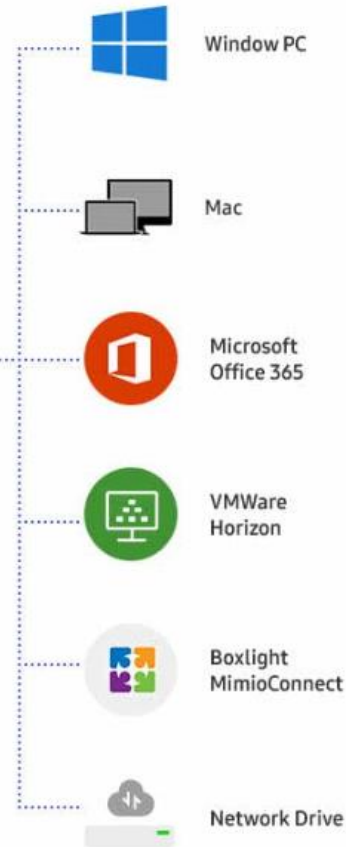 Window PC
Mac
Microsoft
Office 365
VMWare
Horizon
Boxlight
MimioConnect
Network Drive